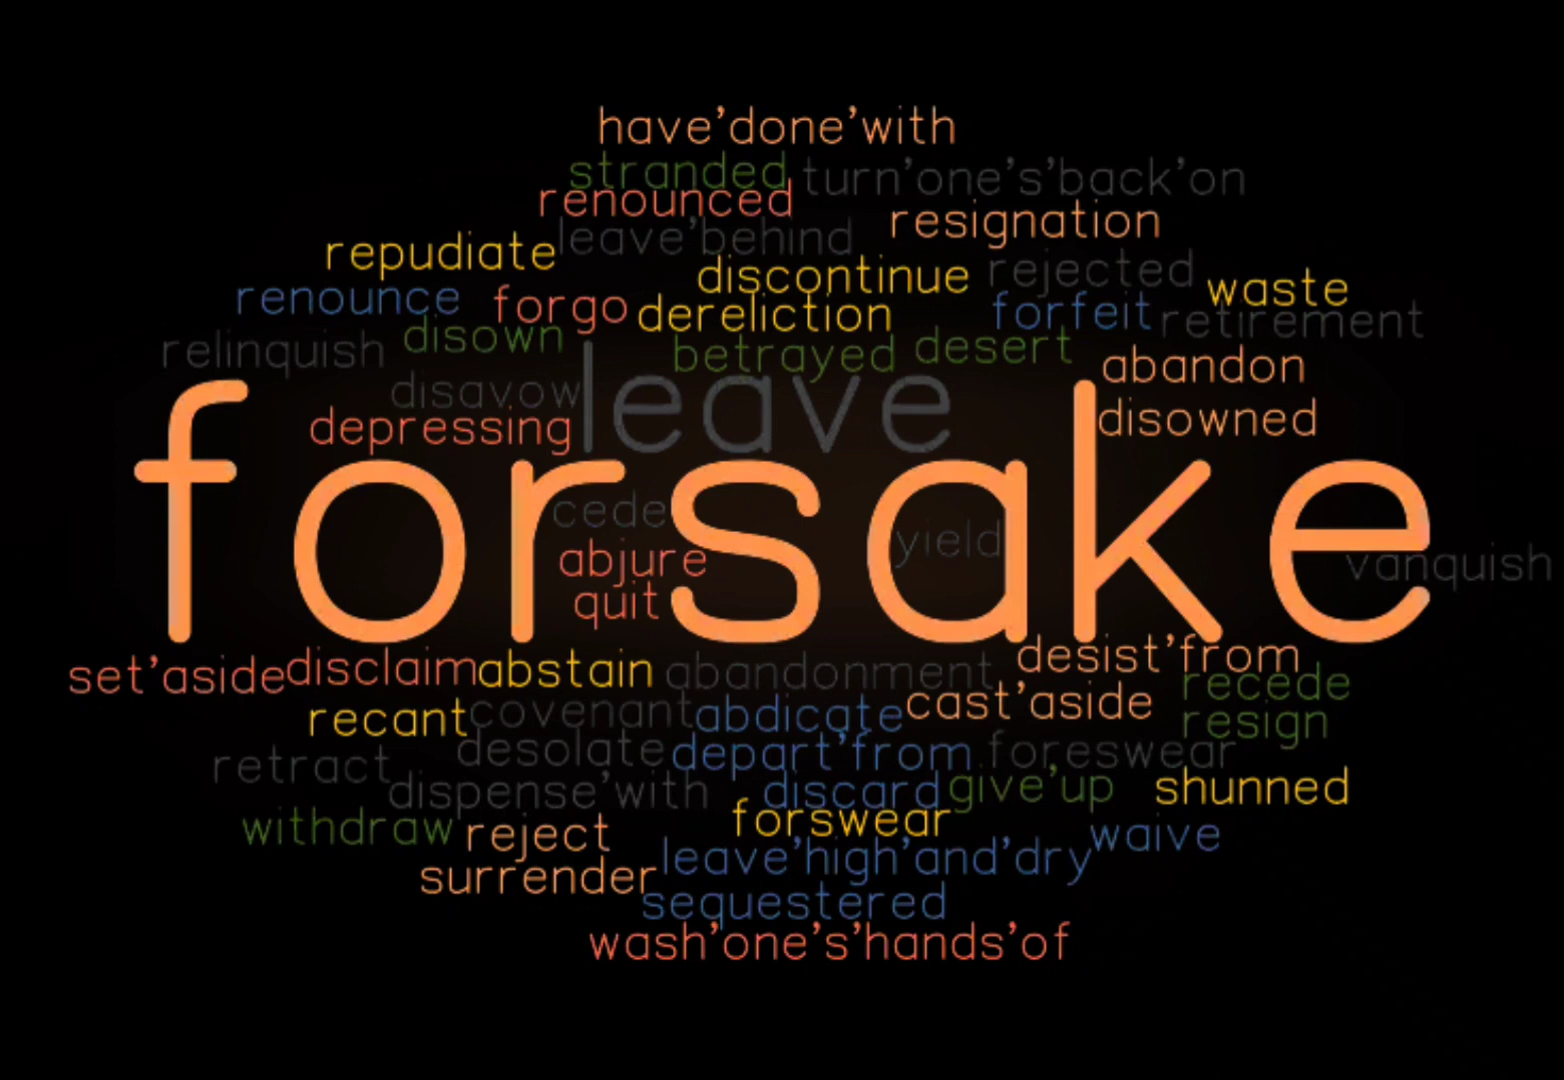 have'done'with
stranded turn'one's'back'on
renounced resignation
repudiate leave'behind
discontinue rejected waste
renounce forgo dereliction forfeit retirement
relinquish disown betrayed desert abandon
disavow leave
depressing disowned
forsake
cede
abjure yield vanquish
quit
set'aside disclaim abstain abandonment desist'from
recede
recant covenant abdicate cast'aside resign
retract desolate depart'from foreswear
dispense'with discard give'up shunned
withdraw reject forswear waive
surrender leave'high'and'dry
sequestered
wash'one's'hands'of